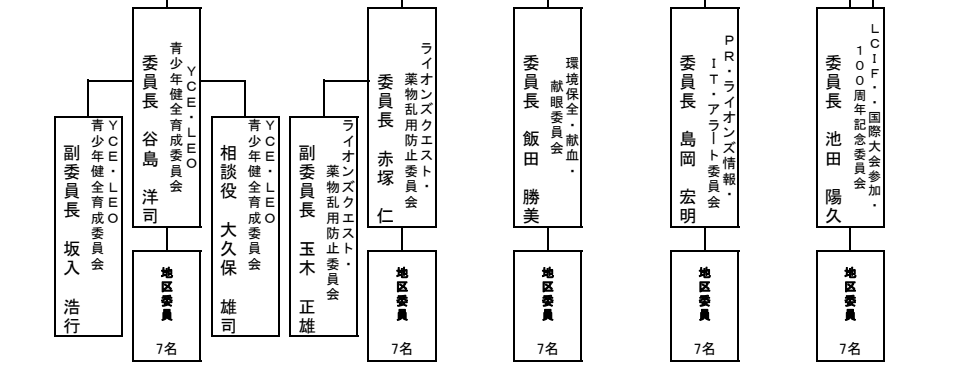 YCE・LEO
青少年健全育成委員会
委員長 谷島 洋司
YCE・LEO
青少年健全育成委員会
副委員長 坂入 浩行
YCE・LEO
青少年健全育成委員会
相談役 大久保 雄司
地区委員
7名
ライオンズクエスト・
薬物乱用防止委員会
委員長 赤塚 仁
ライオンズクエスト・
薬物乱用防止委員会
副委員長 玉木 正雄
地区委員
7名
環境保全・献血・
献眼委員会
委員長 飯田 勝美
地区委員
7名
PR・ライオンズ情報・
IT・アラート委員会
委員長 島岡 宏明
地区委員
7名
LCIF・・国際大会参加・
100周年記念委員会
委員長 池田 陽久
地区委員
7名